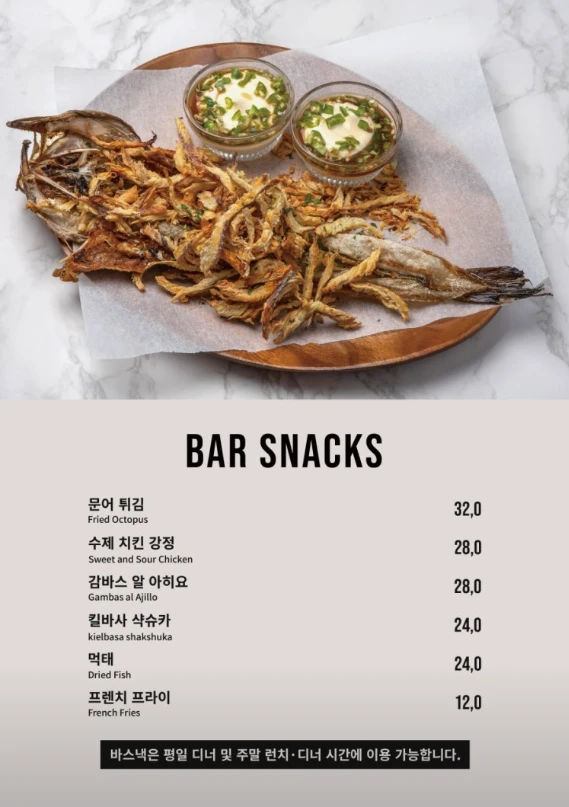 BAR SNACKS
문어 튀김 32,0
Fried Octopus
수제 치킨 강정 28,0
Sweet and Sour Chicken
감바스 알 아히요 28,0
Gambas al Ajillo
킬바사 샥슈카 24,0
kielbasa shakshuka
먹태 24,0
Dried Fish
프렌치 프라이 12,0
French Fries
바스낵은 평일 디너 및 주말 런치·디너 시간에 이용 가능합니다.